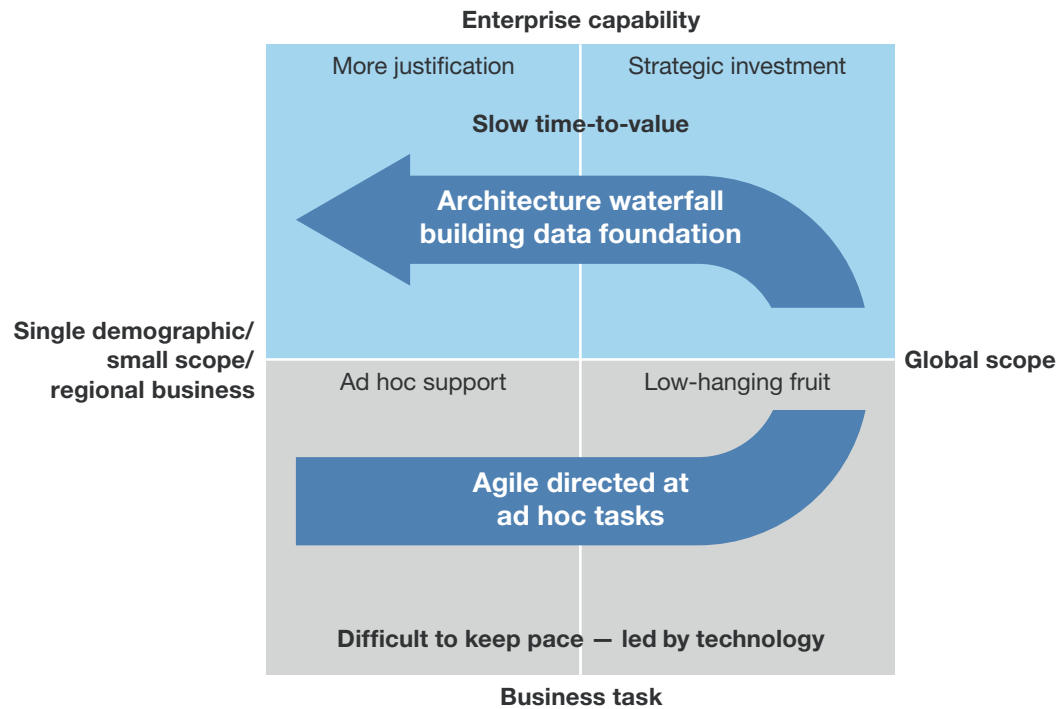 Enterprise capability
More justification
Strategic investment
Slow time-to-value
Architecture waterfall
building data foundation
Single demographic/
small scope/
regional business
Global scope
Ad hoc support
Low-hanging fruit
Agile directed at
ad hoc tasks
Difficult to keep pace — led by technology
Business task